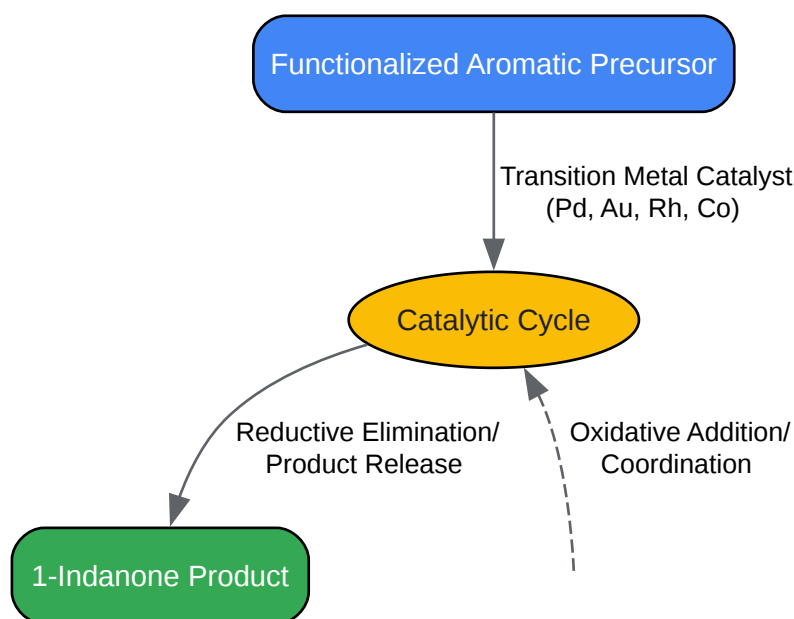 Functionalized Aromatic Precursor
Transition Metal Catalyst
(Pd, Au, Rh, Co)
Catalytic Cycle
Reductive Elimination/
Product Release
Oxidative Addition/
Coordination
1-Indanone Product